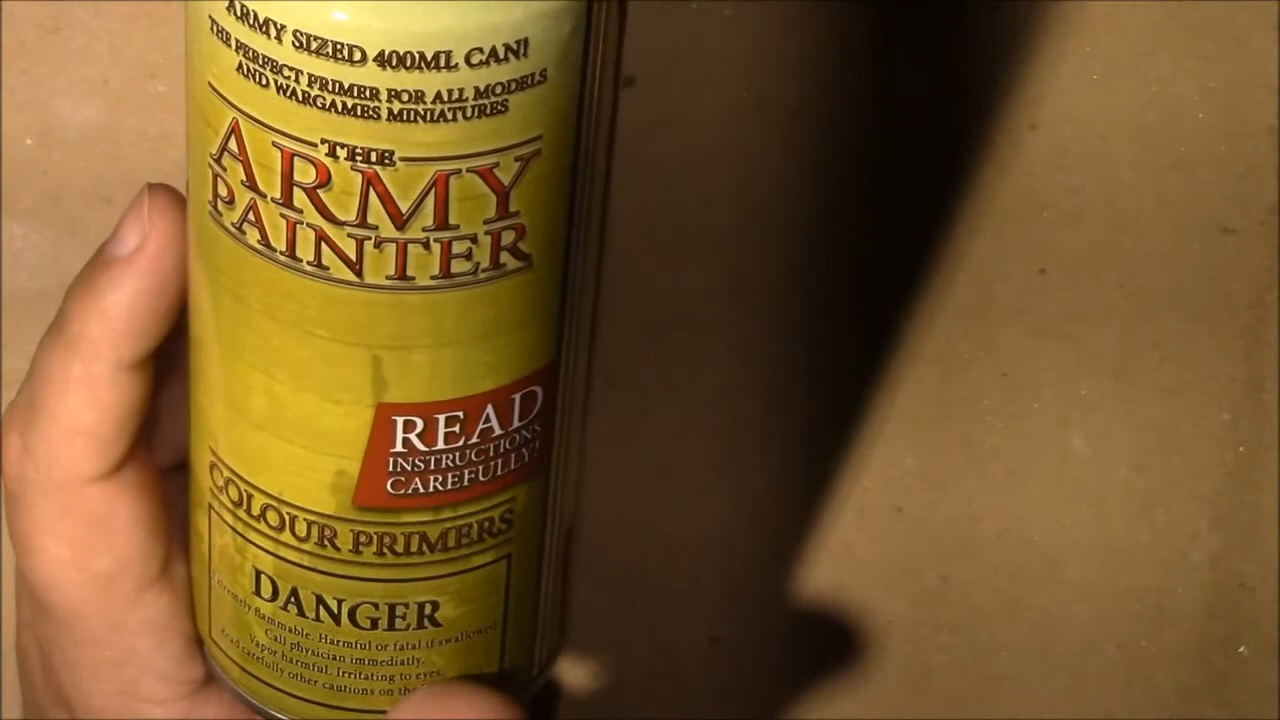 ARMY SIZED 400ML CAN!
THE PERFECT PRIMER FOR ALL MODELS
AND WARGAMES MINIATURES
THE
ARMY
PAINTER
READ
INSTRUCTIONS
CAREFULLY!
COLOUR PRIMERS
DANGER
Extremely flammable. Harmful or fatal if swallowed.
Call physician immediatly.
Vapor harmful. Irritating to eyes.
Read carefully other cautions on the